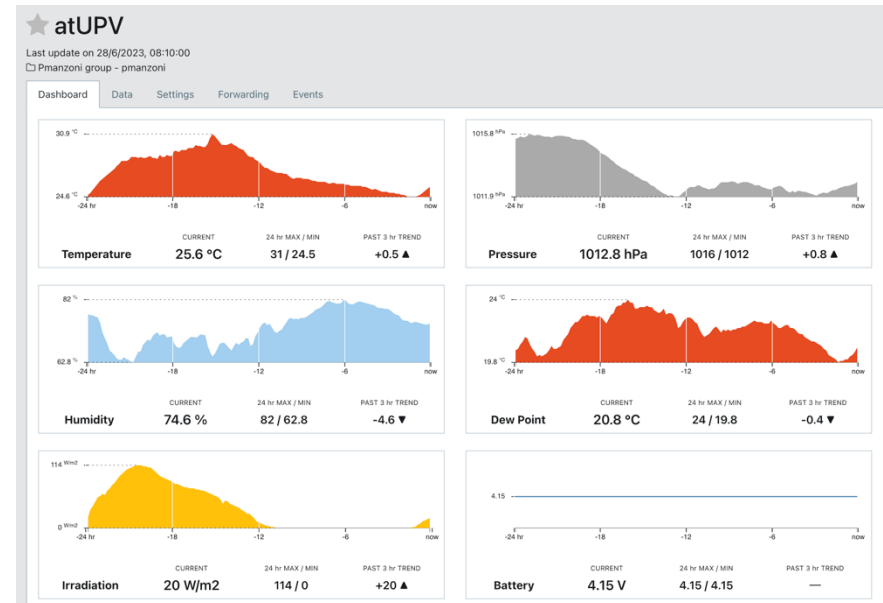 atUPV
Last update on 28/6/2023, 08:10:00
Pmanzoni group - pmanzoni
Dashboard Data Settings Forwarding Events
30.9 °C
24.6 °C
-24 hr -18 -12 -6 now
CURRENT 24 hr MAX / MIN PAST 3 hr TREND
Temperature 25.6 °C 31 / 24.5 +0.5 ▲
1015.8 hPa
1011.9 hPa
-24 hr -18 -12 -6 now
CURRENT 24 hr MAX / MIN PAST 3 hr TREND
Pressure 1012.8 hPa 1016 / 1012 +0.8 ▲
82 %
62.8 %
-24 hr -18 -12 -6 now
CURRENT 24 hr MAX / MIN PAST 3 hr TREND
Humidity 74.6 % 82 / 62.8 -4.6 ▼
24 °C
19.8 °C
-24 hr -18 -12 -6 now
CURRENT 24 hr MAX / MIN PAST 3 hr TREND
Dew Point 20.8 °C 24 / 19.8 -0.4 ▼
114 W/m2
0 W/m2
-24 hr -18 -12 -6 now
CURRENT 24 hr MAX / MIN PAST 3 hr TREND
Irradiation 20 W/m2 114 / 0 +20 ▲
4.15
-24 hr -18 -12 -6 now
CURRENT 24 hr MAX / MIN PAST 3 hr TREND
Battery 4.15 V 4.15 / 4.15 —